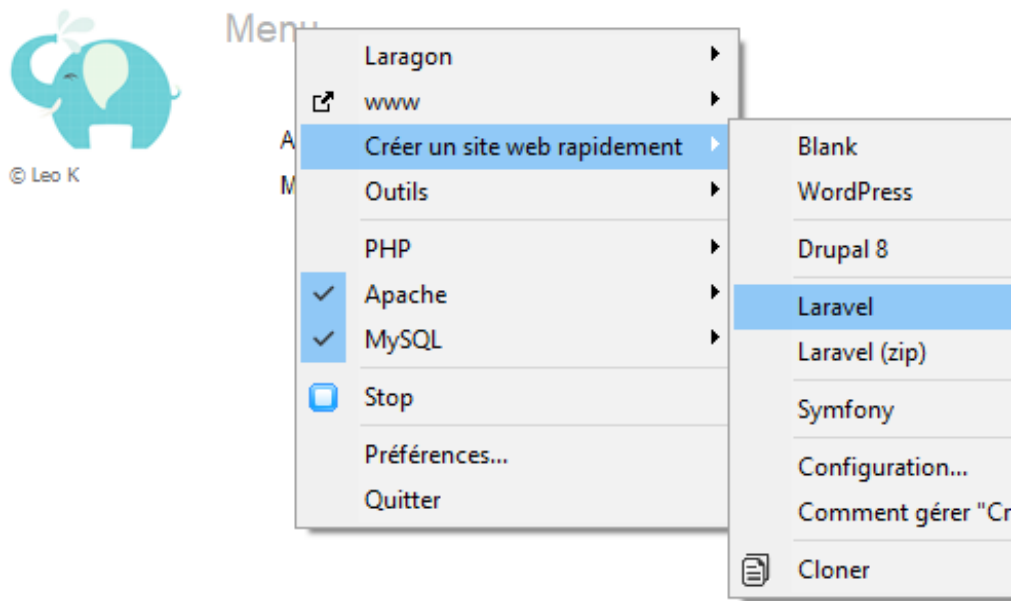 Menu
© Leo K
A
M
Laragon
www
Créer un site web rapidement
Outils
PHP
Apache
MySQL
Stop
Préférences...
Quitter
Blank
WordPress
Drupal 8
Laravel
Laravel (zip)
Symfony
Configuration...
Comment gérer "Cr
Cloner